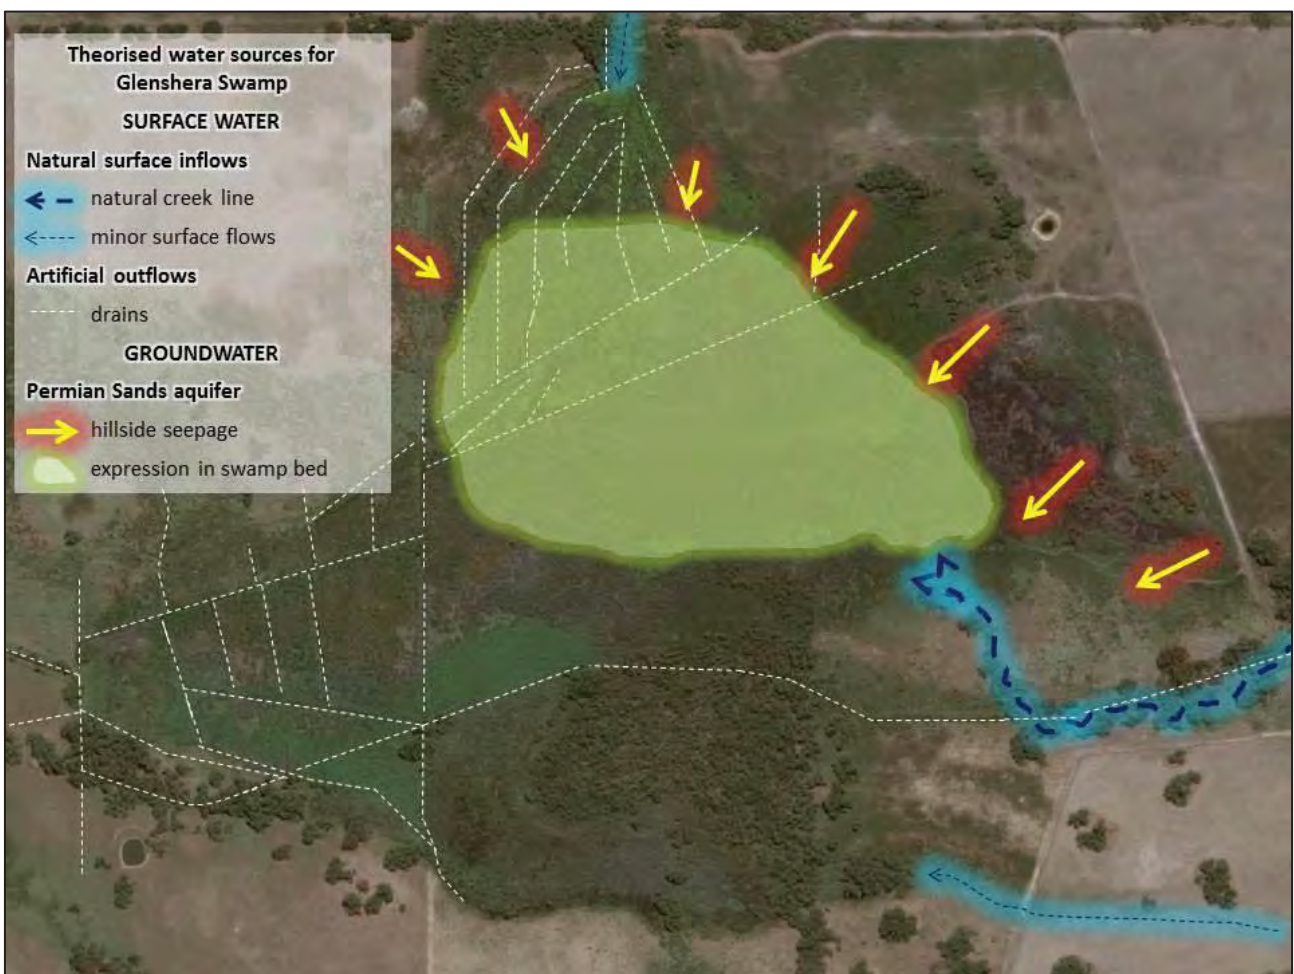 Theorised water sources for
Glenshera Swamp
SURFACE WATER
Natural surface inflows
natural creek line
minor surface flows
Artificial outflows
drains
GROUNDWATER
Permian Sands aquifer
hillside seepage
expression in swamp bed